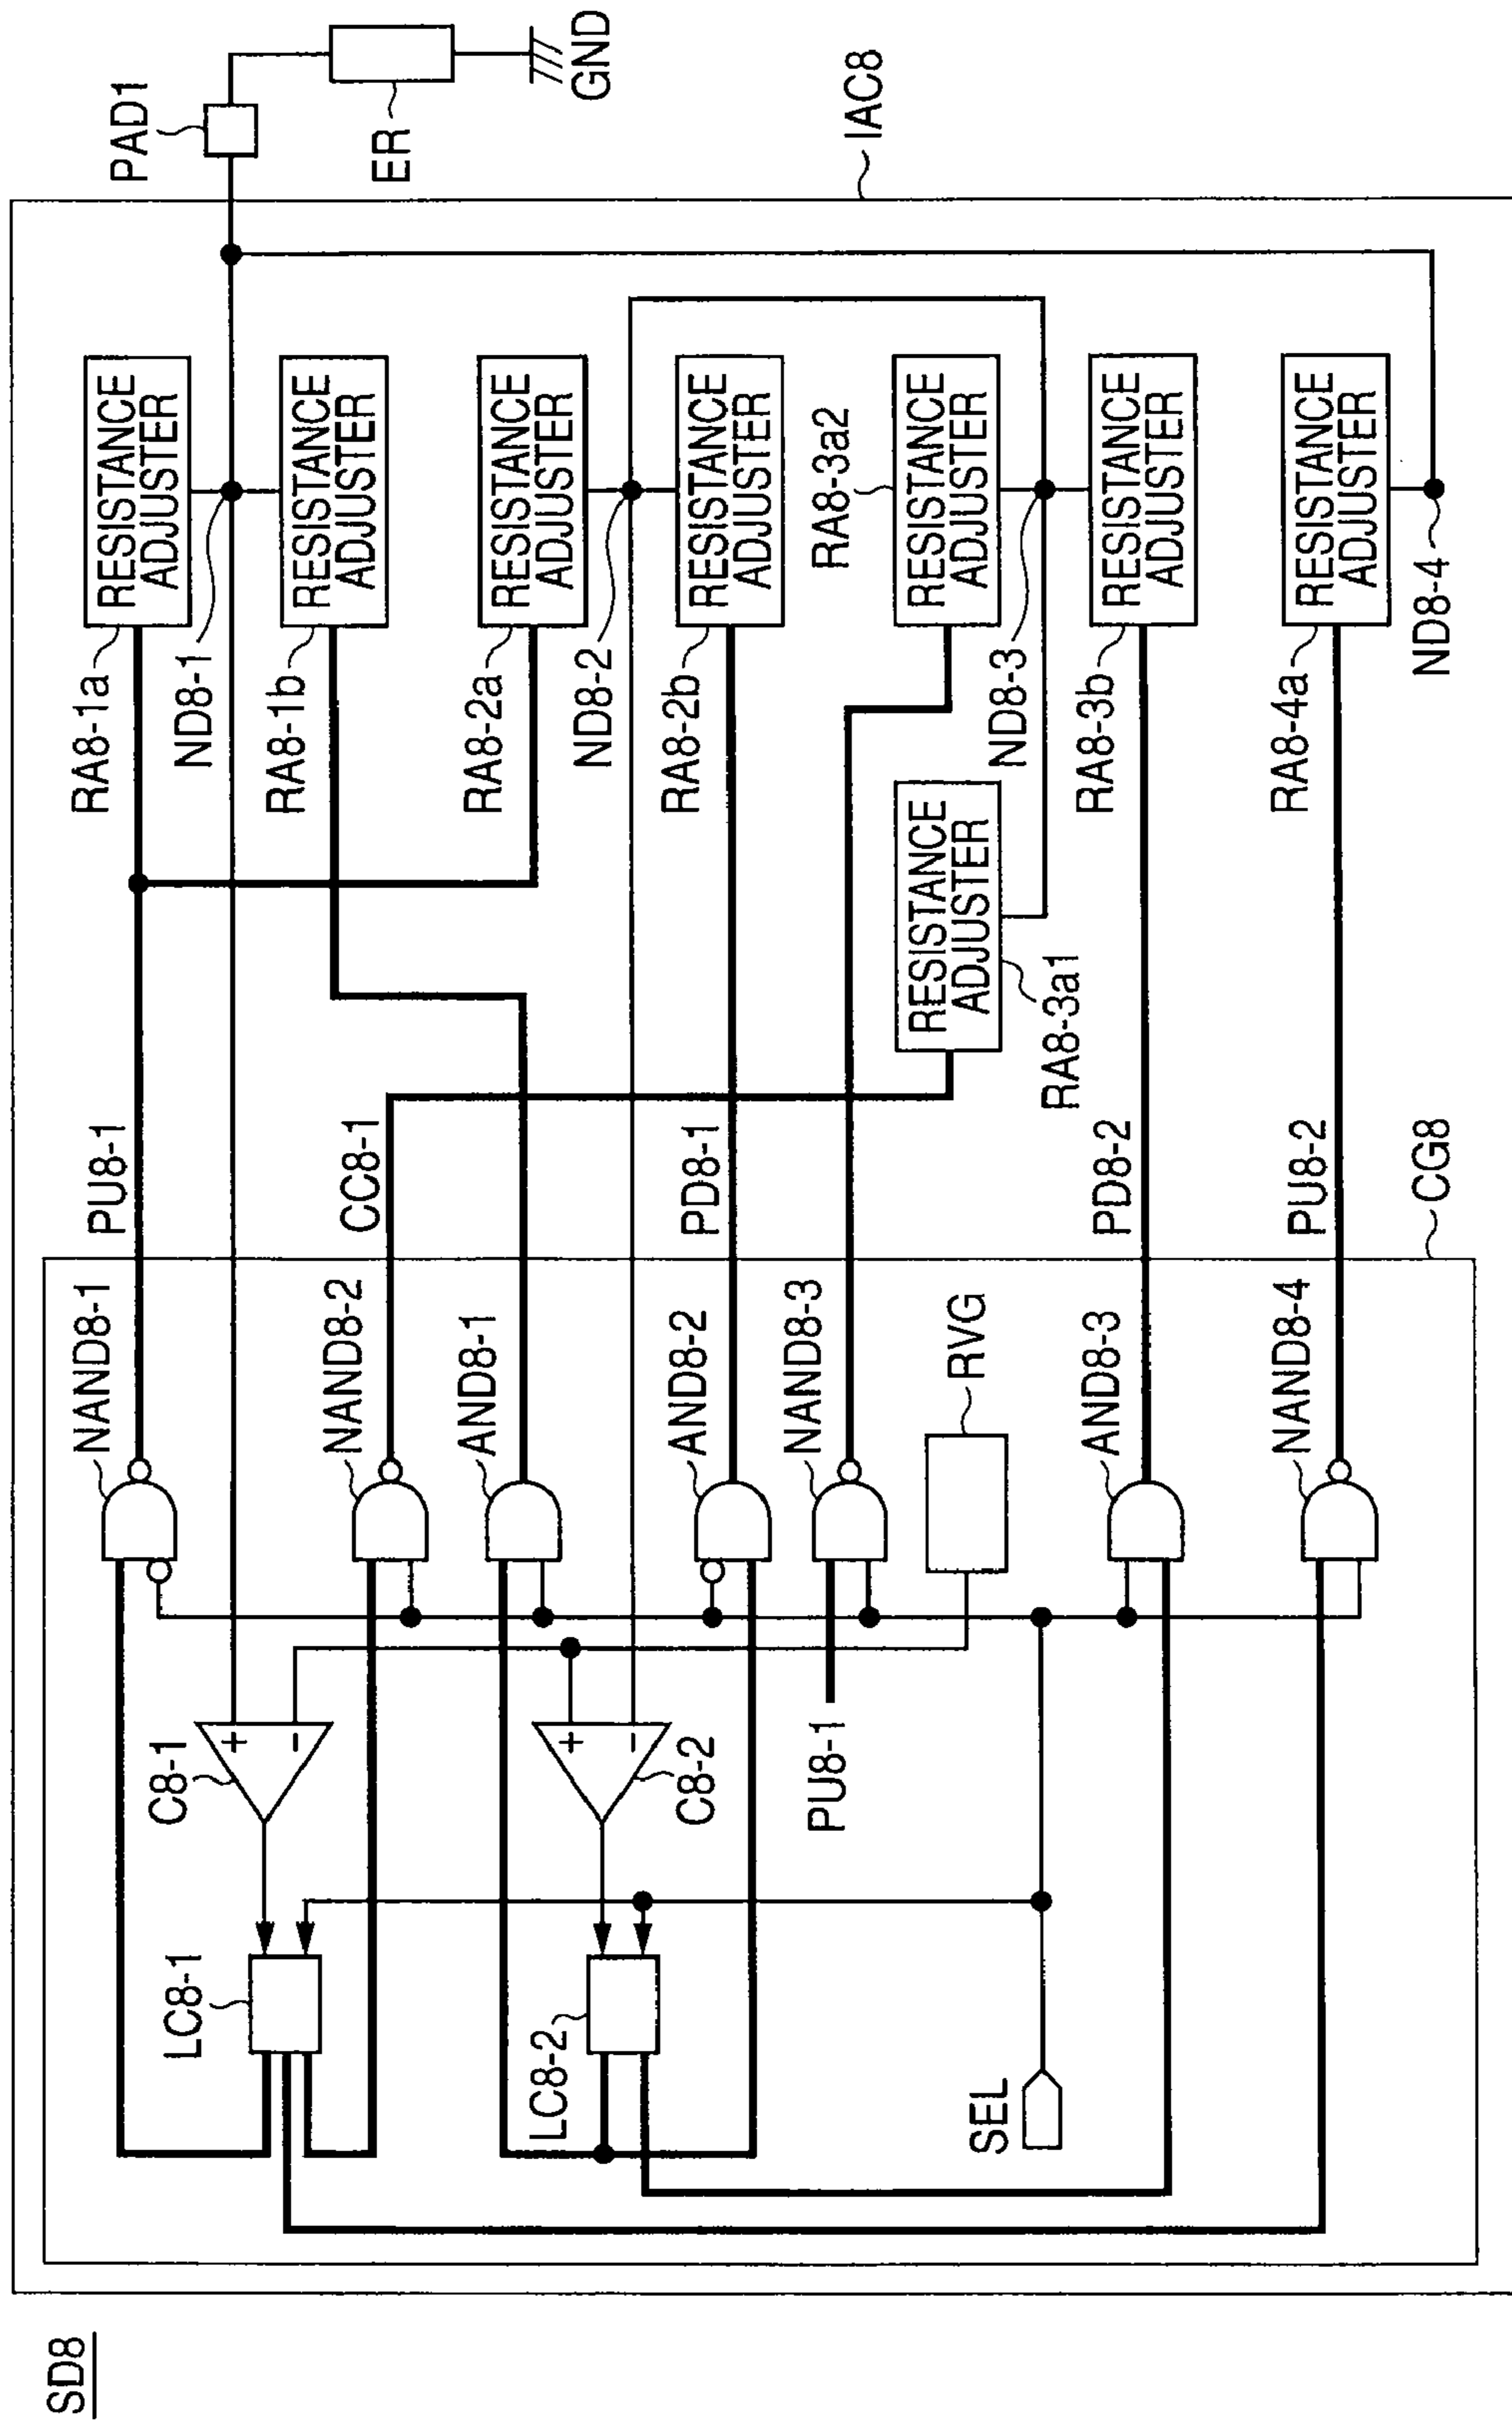 SD8
IAC8
CG8
PAD1
ER
GND
RESISTANCE
ADJUSTER
RA8-1a
ND8-1
RESISTANCE
ADJUSTER
RA8-1b
RESISTANCE
ADJUSTER
RA8-2a
ND8-2
RESISTANCE
ADJUSTER
RA8-2b
RESISTANCE
ADJUSTER
RA8-3a2
ND8-3
RESISTANCE
ADJUSTER
RA8-3a1
RESISTANCE
ADJUSTER
RA8-3b
RESISTANCE
ADJUSTER
RA8-4a
ND8-4
PU8-1
CC8-1
PD8-1
PD8-2
PU8-2
NAND8-1
NAND8-2
AND8-1
AND8-2
NAND8-3
RVG
AND8-3
NAND8-4
C8-1
+
-
C8-2
+
-
PU8-1
LC8-1
LC8-2
SEL